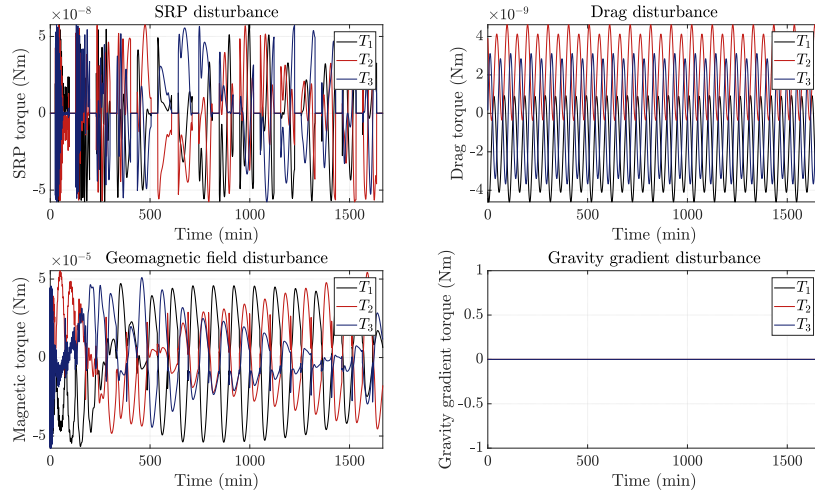 SRP disturbance
×10⁻⁸
5
0
-5
SRP torque (Nm)
T₁
T₂
T₃
0 500 1000 1500
Time (min)
Drag disturbance
×10⁻⁹
4
2
0
-2
-4
Drag torque (Nm)
T₁
T₂
T₃
0 500 1000 1500
Time (min)
Geomagnetic field disturbance
×10⁻⁵
5
0
-5
Magnetic torque (Nm)
T₁
T₂
T₃
0 500 1000 1500
Time (min)
Gravity gradient disturbance
1
0.5
0
-0.5
-1
Gravity gradient torque (Nm)
T₁
T₂
T₃
0 500 1000 1500
Time (min)